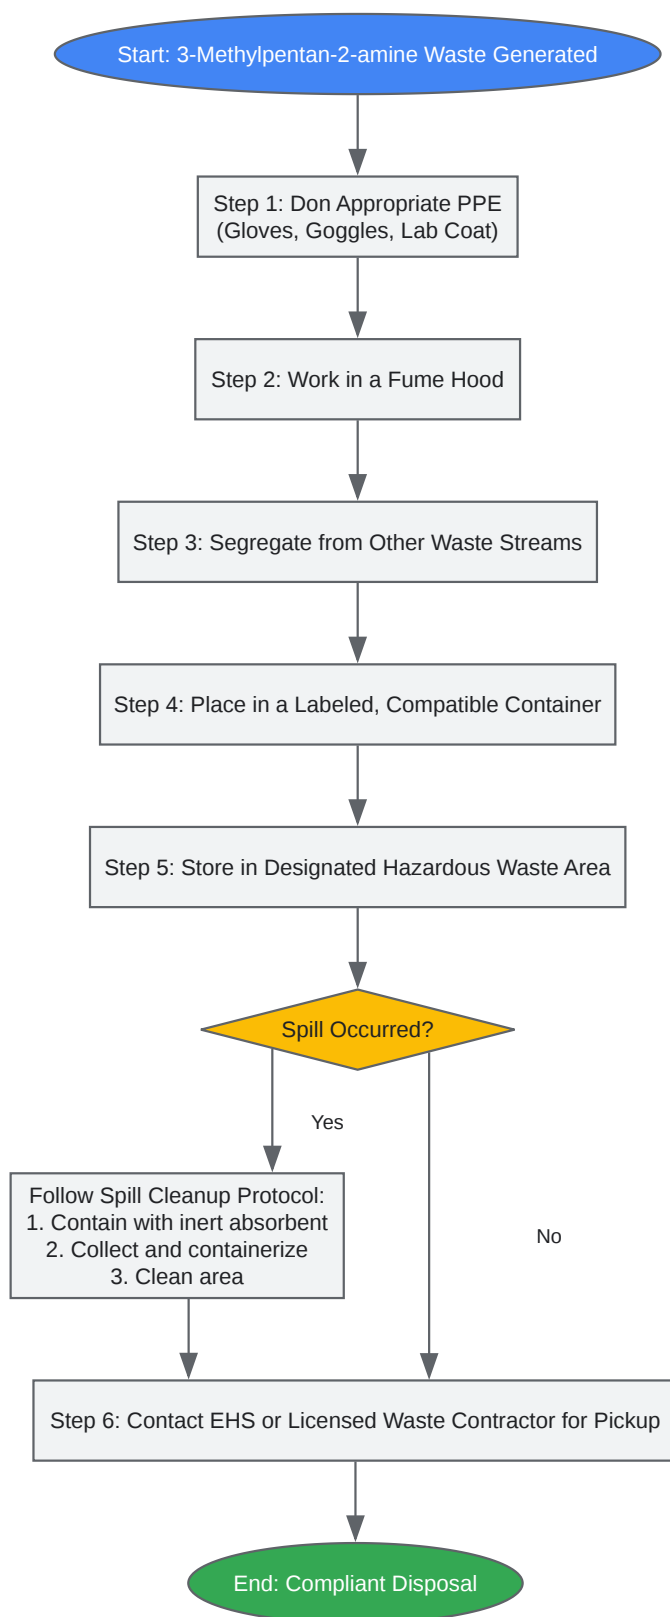 Start: 3-Methylpentan-2-amine Waste Generated
Step 1: Don Appropriate PPE
(Gloves, Goggles, Lab Coat)
Step 2: Work in a Fume Hood
Step 3: Segregate from Other Waste Streams
Step 4: Place in a Labeled, Compatible Container
Step 5: Store in Designated Hazardous Waste Area
Spill Occurred?
Yes
Follow Spill Cleanup Protocol:
1. Contain with inert absorbent
2. Collect and containerize
3. Clean area
No
Step 6: Contact EHS or Licensed Waste Contractor for Pickup
End: Compliant Disposal